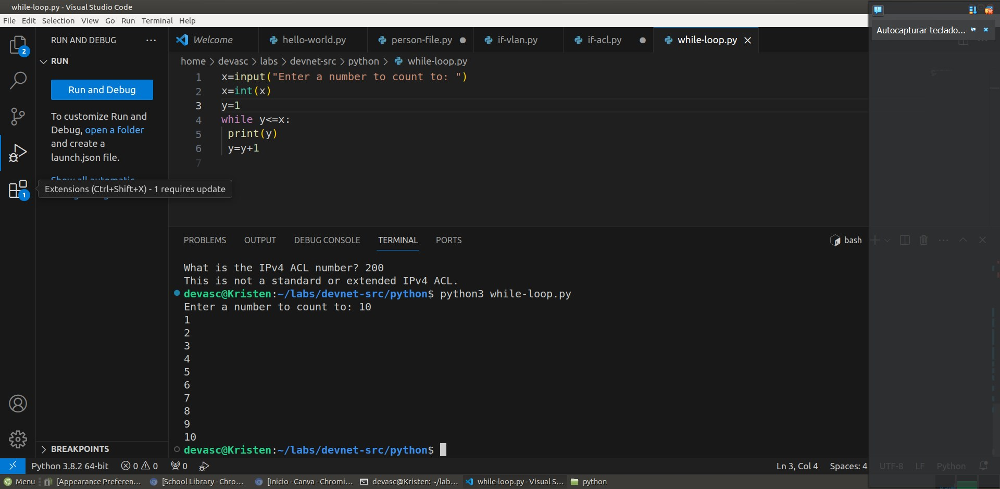 while-loop.py - Visual Studio Code
File Edit Selection View Go Run Terminal Help
Autocapturar teclado...
2
RUN AND DEBUG ...
Welcome hello-world.py person-file.py if-vlan.py if-acl.py while-loop.py
RUN
home > devasc > labs > devnet-src > python > while-loop.py
Run and Debug
To customize Run and
Debug, open a folder
and create a
launch.json file.
Show all automatic
Extensions (Ctrl+Shift+X) - 1 requires update
1
1 x=input("Enter a number to count to: ")
2 x=int(x)
3 y=1
4 while y<=x:
5 print(y)
6 y=y+1
7
PROBLEMS OUTPUT DEBUG CONSOLE TERMINAL PORTS bash
What is the IPv4 ACL number? 200
This is not a standard or extended IPv4 ACL.
devasc@Kristen:~/labs/devnet-src/python$ python3 while-loop.py
Enter a number to count to: 10
1
2
3
4
5
6
7
8
9
10
devasc@Kristen:~/labs/devnet-src/python$
BREAKPOINTS
Python 3.8.2 64-bit 0 0 0 Ln 3, Col 4 Spaces: 4 UTF-8 LF Python
Menu [Appearance Preferen... [School Library - Chro... [Inicio - Canva - Chromi... devasc@Kristen: ~/lab... while-loop.py - Visual S... python